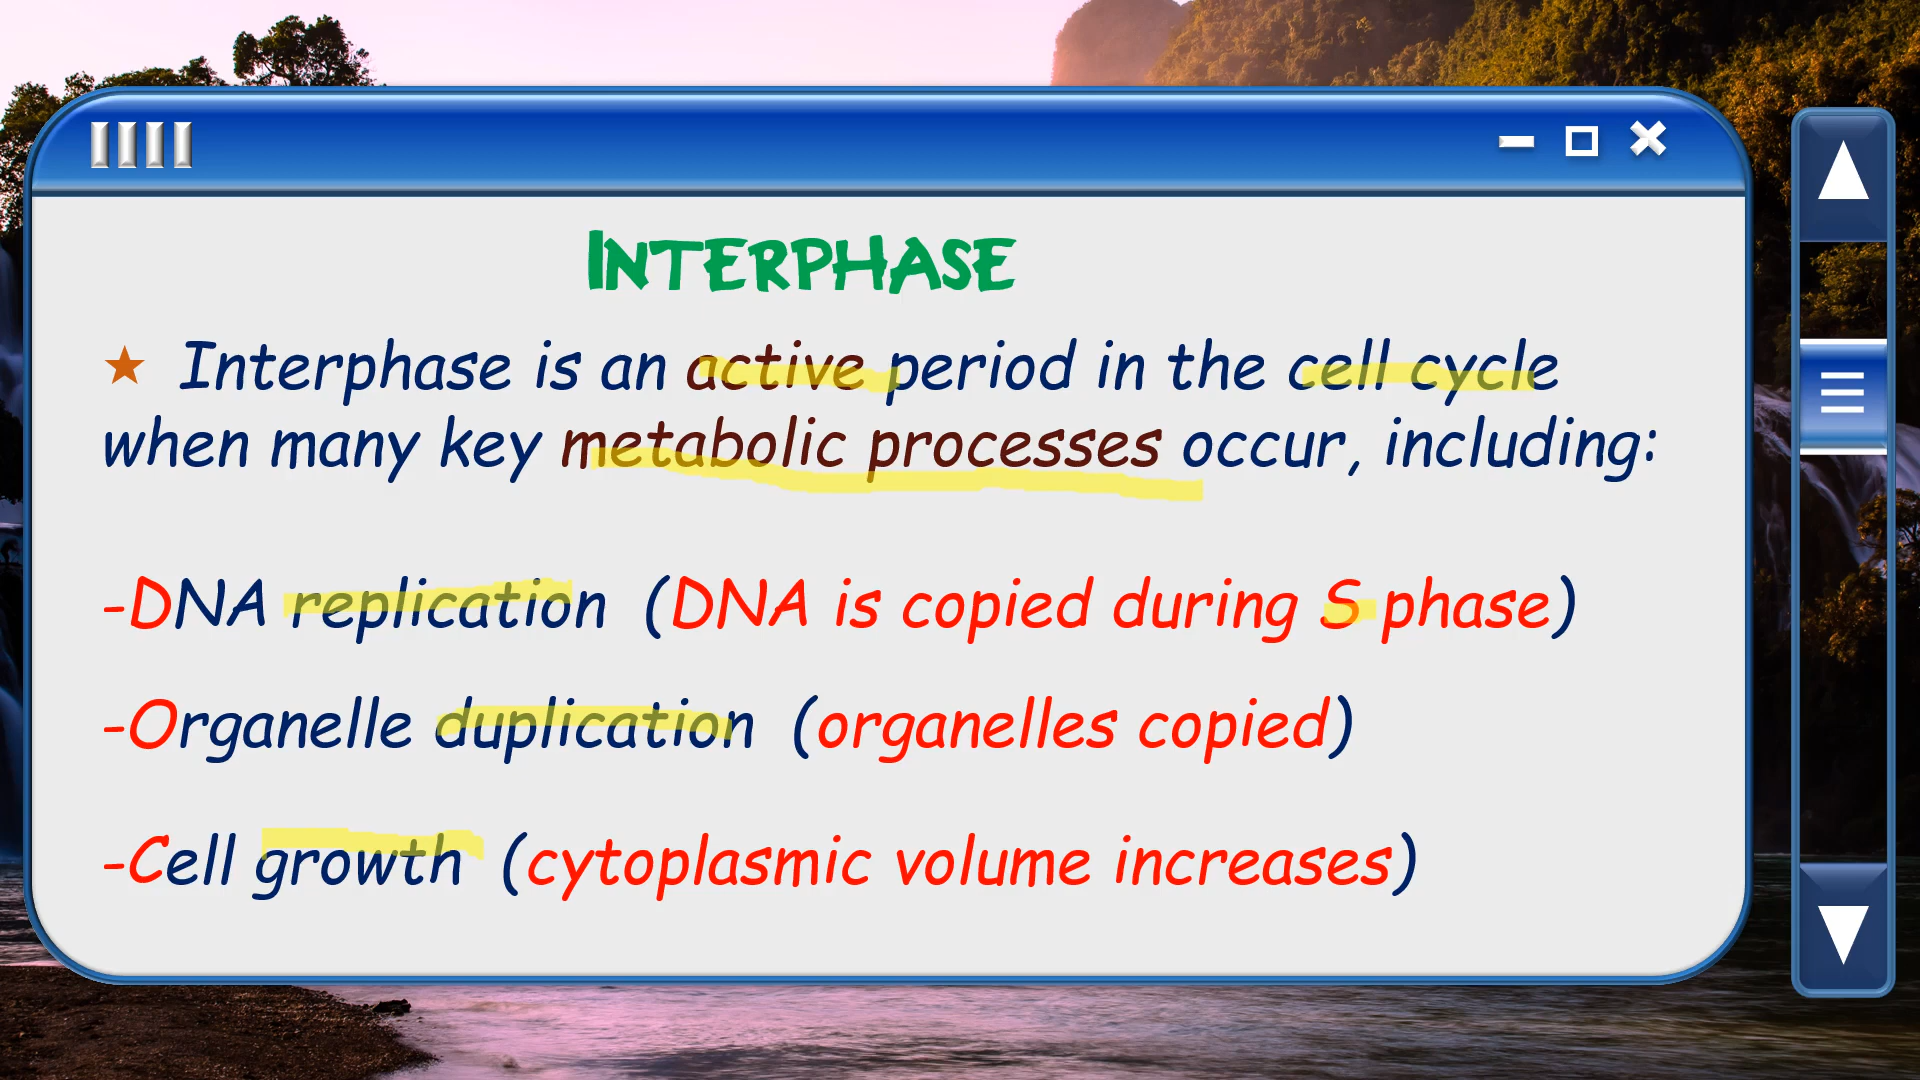 INTERPHASE
★ Interphase is an active period in the cell cycle
when many key metabolic processes occur, including:
-DNA replication (DNA is copied during S phase)
-Organelle duplication (organelles copied)
-Cell growth (cytoplasmic volume increases)